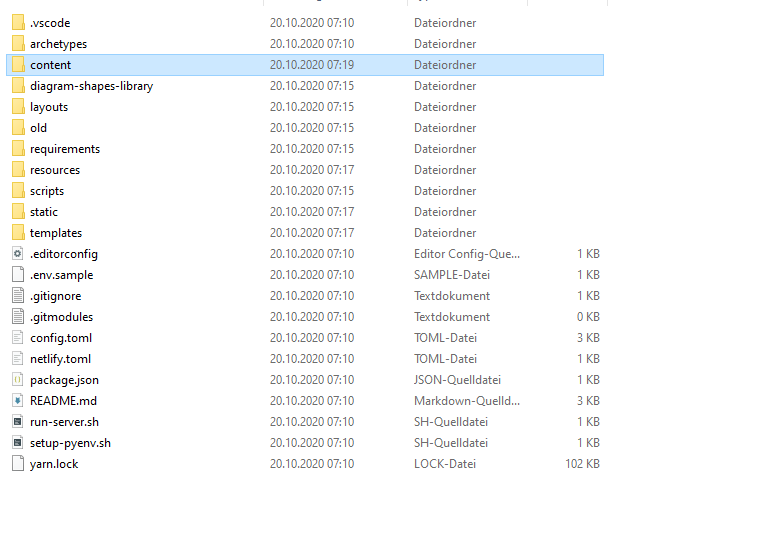 .vscode 20.10.2020 07:10 Dateiordner
archetypes 20.10.2020 07:10 Dateiordner
content 20.10.2020 07:19 Dateiordner
diagram-shapes-library 20.10.2020 07:15 Dateiordner
layouts 20.10.2020 07:15 Dateiordner
old 20.10.2020 07:15 Dateiordner
requirements 20.10.2020 07:15 Dateiordner
resources 20.10.2020 07:17 Dateiordner
scripts 20.10.2020 07:15 Dateiordner
static 20.10.2020 07:17 Dateiordner
templates 20.10.2020 07:17 Dateiordner
.editorconfig 20.10.2020 07:10 Editor Config-Que... 1 KB
.env.sample 20.10.2020 07:10 SAMPLE-Datei 1 KB
.gitignore 20.10.2020 07:10 Textdokument 1 KB
.gitmodules 20.10.2020 07:10 Textdokument 0 KB
config.toml 20.10.2020 07:10 TOML-Datei 3 KB
netlify.toml 20.10.2020 07:10 TOML-Datei 1 KB
package.json 20.10.2020 07:10 JSON-Quelldatei 1 KB
README.md 20.10.2020 07:10 Markdown-Quelld... 3 KB
run-server.sh 20.10.2020 07:10 SH-Quelldatei 1 KB
setup-pyenv.sh 20.10.2020 07:10 SH-Quelldatei 1 KB
yarn.lock 20.10.2020 07:10 LOCK-Datei 102 KB